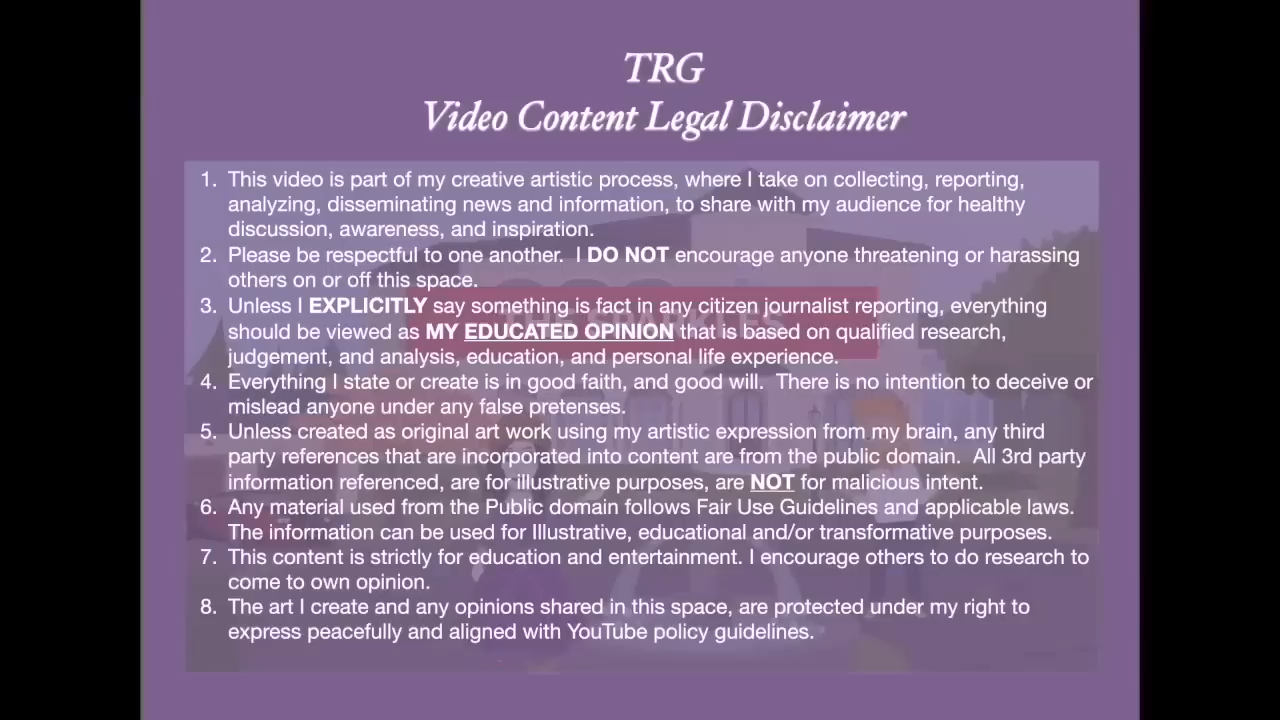 TRG
Video Content Legal Disclaimer
1. This video is part of my creative artistic process, where I take on collecting, reporting,
analyzing, disseminating news and information, to share with my audience for healthy
discussion, awareness, and inspiration.
2. Please be respectful to one another.  I DO NOT encourage anyone threatening or harassing
others on or off this space.
3. Unless I EXPLICITLY say something is fact in any citizen journalist reporting, everything
should be viewed as MY EDUCATED OPINION that is based on qualified research,
judgement, and analysis, education, and personal life experience.
4. Everything I state or create is in good faith, and good will.  There is no intention to deceive or
mislead anyone under any false pretenses.
5. Unless created as original art work using my artistic expression from my brain, any third
party references that are incorporated into content are from the public domain.  All 3rd party
information referenced, are for illustrative purposes, are NOT for malicious intent.
6. Any material used from the Public domain follows Fair Use Guidelines and applicable laws.
The information can be used for Illustrative, educational and/or transformative purposes.
7. This content is strictly for education and entertainment. I encourage others to do research to
come to own opinion.
8. The art I create and any opinions shared in this space, are protected under my right to
express peacefully and aligned with YouTube policy guidelines.